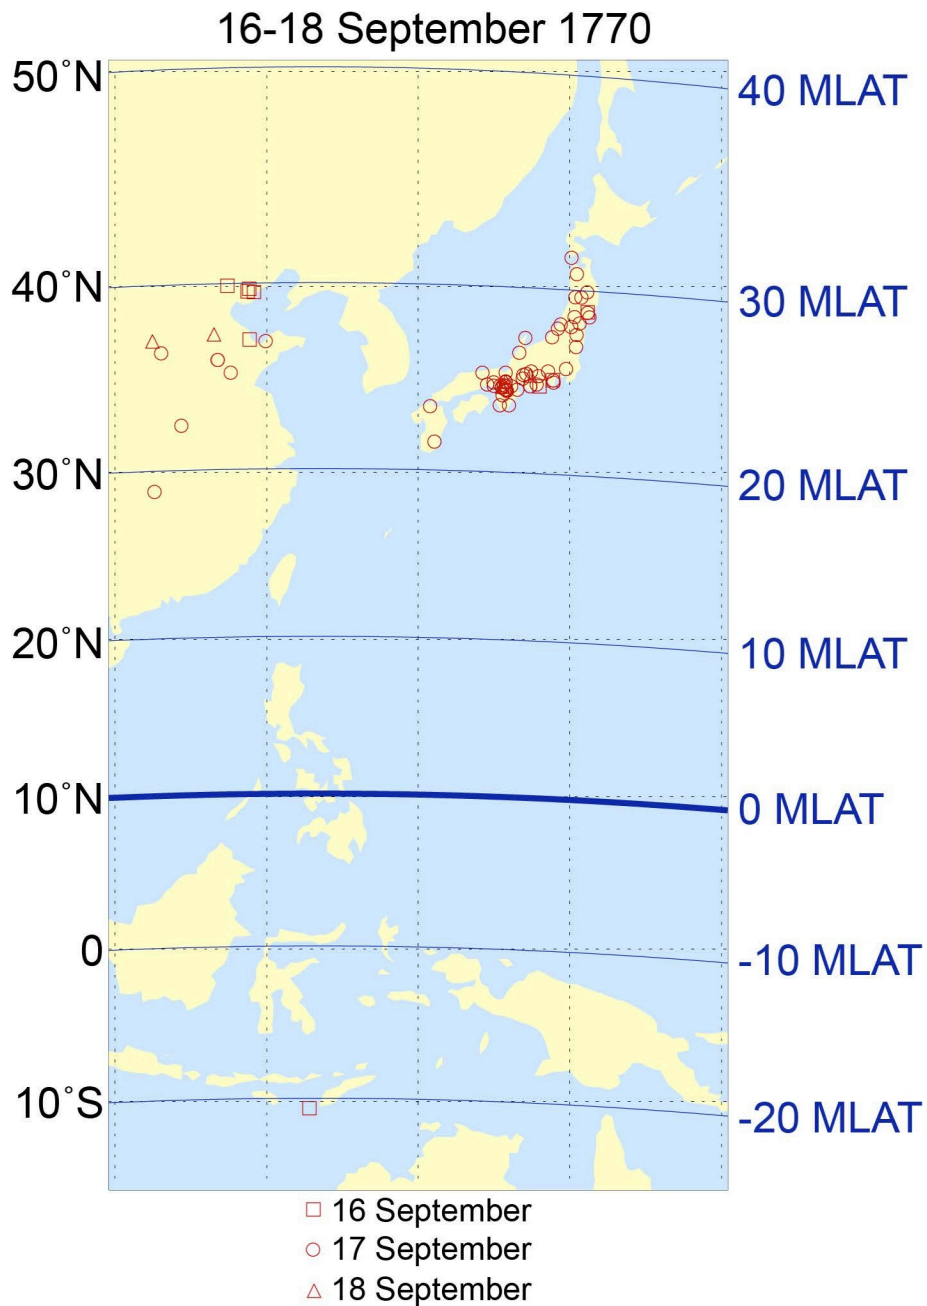 16-18 September 1770
50°N
40 MLAT
40°N
30 MLAT
30°N
20 MLAT
20°N
10 MLAT
10°N
0 MLAT
0
-10 MLAT
10°S
-20 MLAT
16 September
17 September
18 September